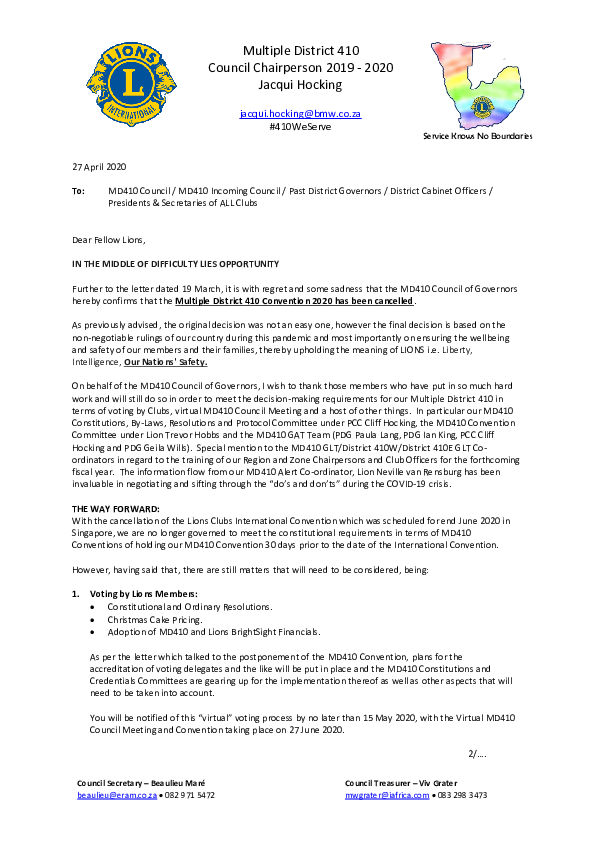 LIONS
L
INTERNATIONAL
Multiple District 410
Council Chairperson 2019 - 2020
Jacqui Hocking
jacqui.hocking@bmw.co.za
#410WeServe
Service Knows No Boundaries
27 April 2020
To: MD410 Council / MD410 Incoming Council / Past District Governors / District Cabinet Officers /
Presidents & Secretaries of ALL Clubs
Dear Fellow Lions,
IN THE MIDDLE OF DIFFICULTY LIES OPPORTUNITY
Further to the letter dated 19 March, it is with regret and some sadness that the MD410 Council of Governors
hereby confirms that the Multiple District 410 Convention 2020 has been cancelled.
As previously advised, the original decision was not an easy one, however the final decision is based on the
non-negotiable rulings of our country during this pandemic and most importantly on ensuring the wellbeing
and safety of our members and their families, thereby upholding the meaning of LIONS i.e. Liberty,
Intelligence, Our Nations' Safety.
On behalf of the MD410 Council of Governors, I wish to thank those members who have put in so much hard
work and will still do so in order to meet the decision-making requirements for our Multiple District 410 in
terms of voting by Clubs, virtual MD410 Council Meeting and a host of other things. In particular our MD410
Constitutions, By-Laws, Resolutions and Protocol Committee under PCC Cliff Hocking, the MD410 Convention
Committee under Lion Trevor Hobbs and the MD410 GAT Team (PDG Paula Lang, PDG Ian King, PCC Cliff
Hocking and PDG Geila Wills). Special mention to the MD410 GLT/District 410W/District 410E GLT Co-
ordinators in regard to the training of our Region and Zone Chairpersons and Club Officers for the forthcoming
fiscal year. The information flow from our MD410 Alert Co-ordinator, Lion Neville van Rensburg has been
invaluable in negotiating and sifting through the "do's and don'ts" during the COVID-19 crisis.
THE WAY FORWARD:
With the cancellation of the Lions Clubs International Convention which was scheduled for end June 2020 in
Singapore, we are no longer governed to meet the constitutional requirements in terms of MD410
Conventions of holding our MD410 Convention 30 days prior to the date of the International Convention.
However, having said that, there are still matters that will need to be considered, being:
1. Voting by Lions Members:
• Constitutional and Ordinary Resolutions.
• Christmas Cake Pricing.
• Adoption of MD410 and Lions BrightSight Financials.
As per the letter which talked to the postponement of the MD410 Convention, plans for the
accreditation of voting delegates and the like will be put in place and the MD410 Constitutions and
Credentials Committees are gearing up for the implementation thereof as well as other aspects that will
need to be taken into account.
You will be notified of this "virtual" voting process by no later than 15 May 2020, with the Virtual MD410
Council Meeting and Convention taking place on 27 June 2020.
2/....
Council Secretary – Beaulieu Maré
beaulieu@eram.co.za • 082 971 5472
Council Treasurer – Viv Grater
mwgrater@iafrica.com • 083 298 3473